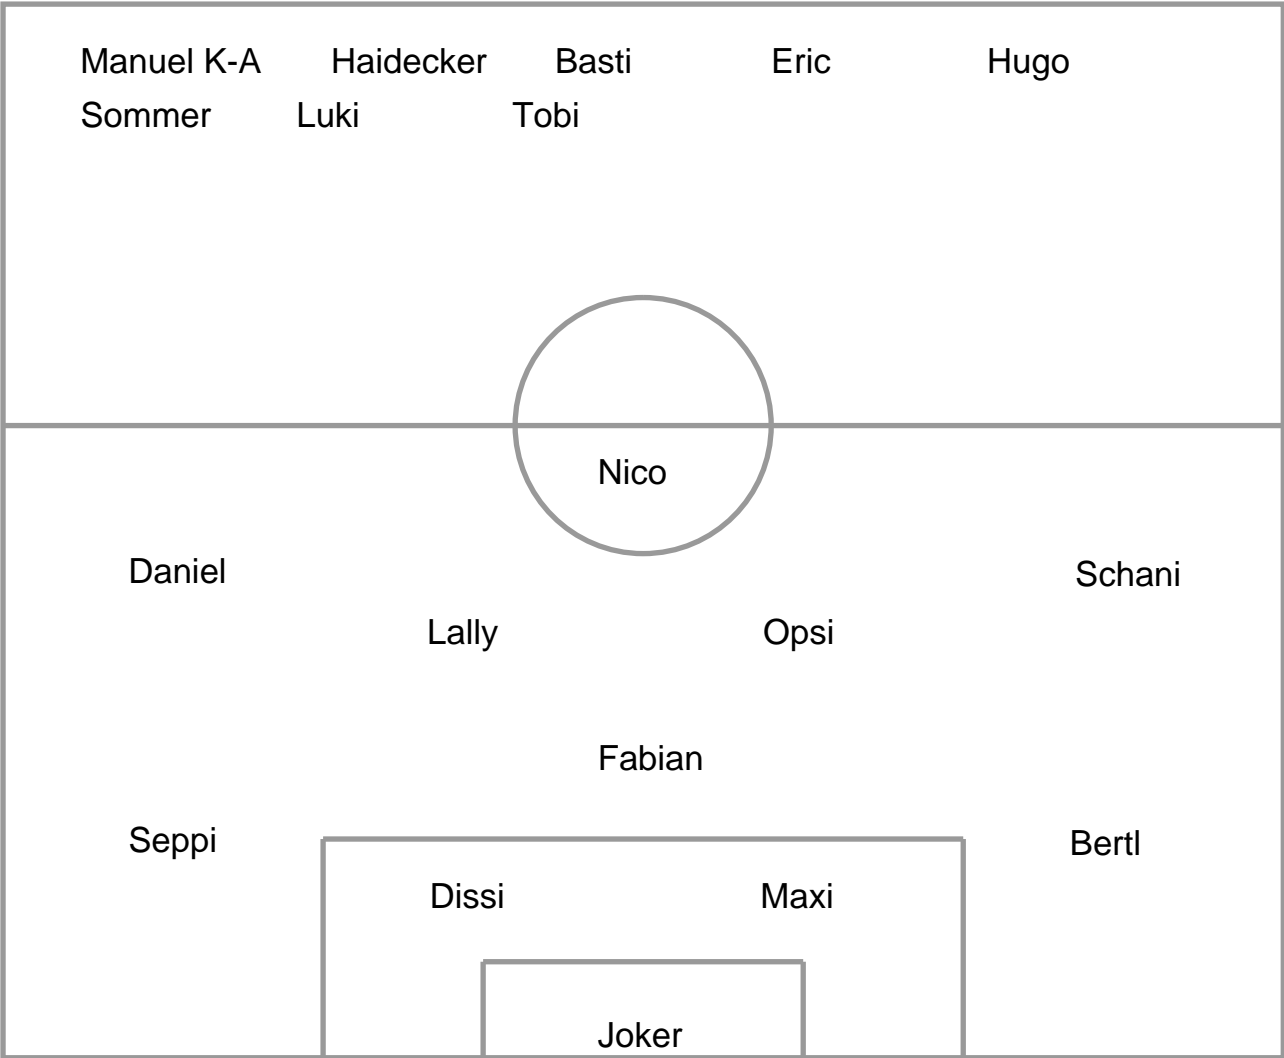 Manuel K-A Haidecker Basti Eric Hugo
Sommer Luki Tobi
Nico
Daniel Schani
Lally Opsi
Fabian
Seppi Bertl
Dissi Maxi
Joker